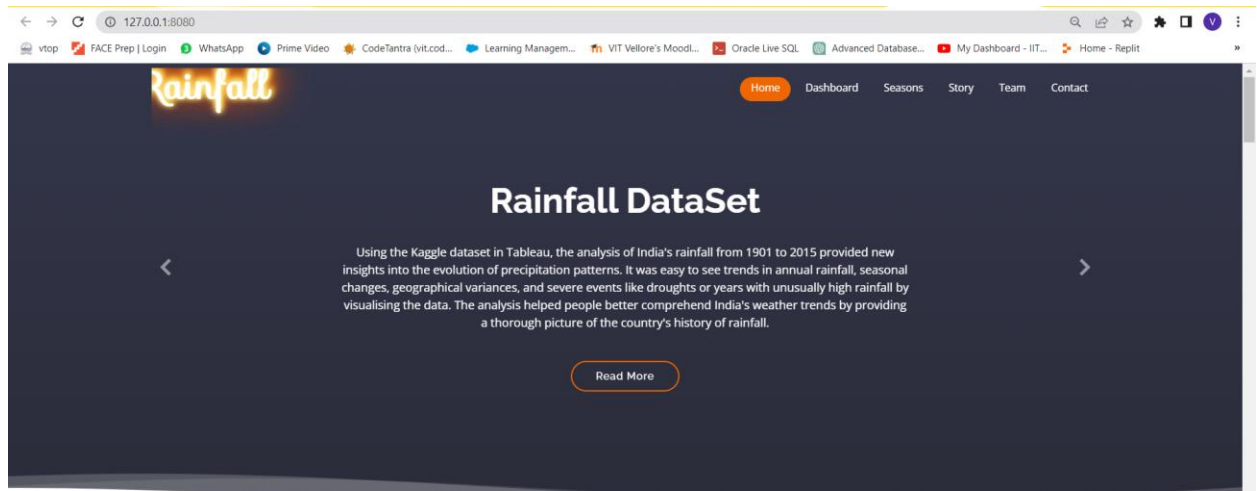 127.0.0.1:8080
vtop FACE Prep | Login WhatsApp Prime Video CodeTantra (vit.cod... Learning Managem... VIT Vellore's Moodl... Oracle Live SQL Advanced Database... My Dashboard - IIT... Home - Replit »
V
Rainfall
Home Dashboard Seasons Story Team Contact
Rainfall DataSet
Using the Kaggle dataset in Tableau, the analysis of India's rainfall from 1901 to 2015 provided new
insights into the evolution of precipitation patterns. It was easy to see trends in annual rainfall, seasonal
changes, geographical variances, and severe events like droughts or years with unusually high rainfall by
visualising the data. The analysis helped people better comprehend India's weather trends by providing
a thorough picture of the country's history of rainfall.
Read More